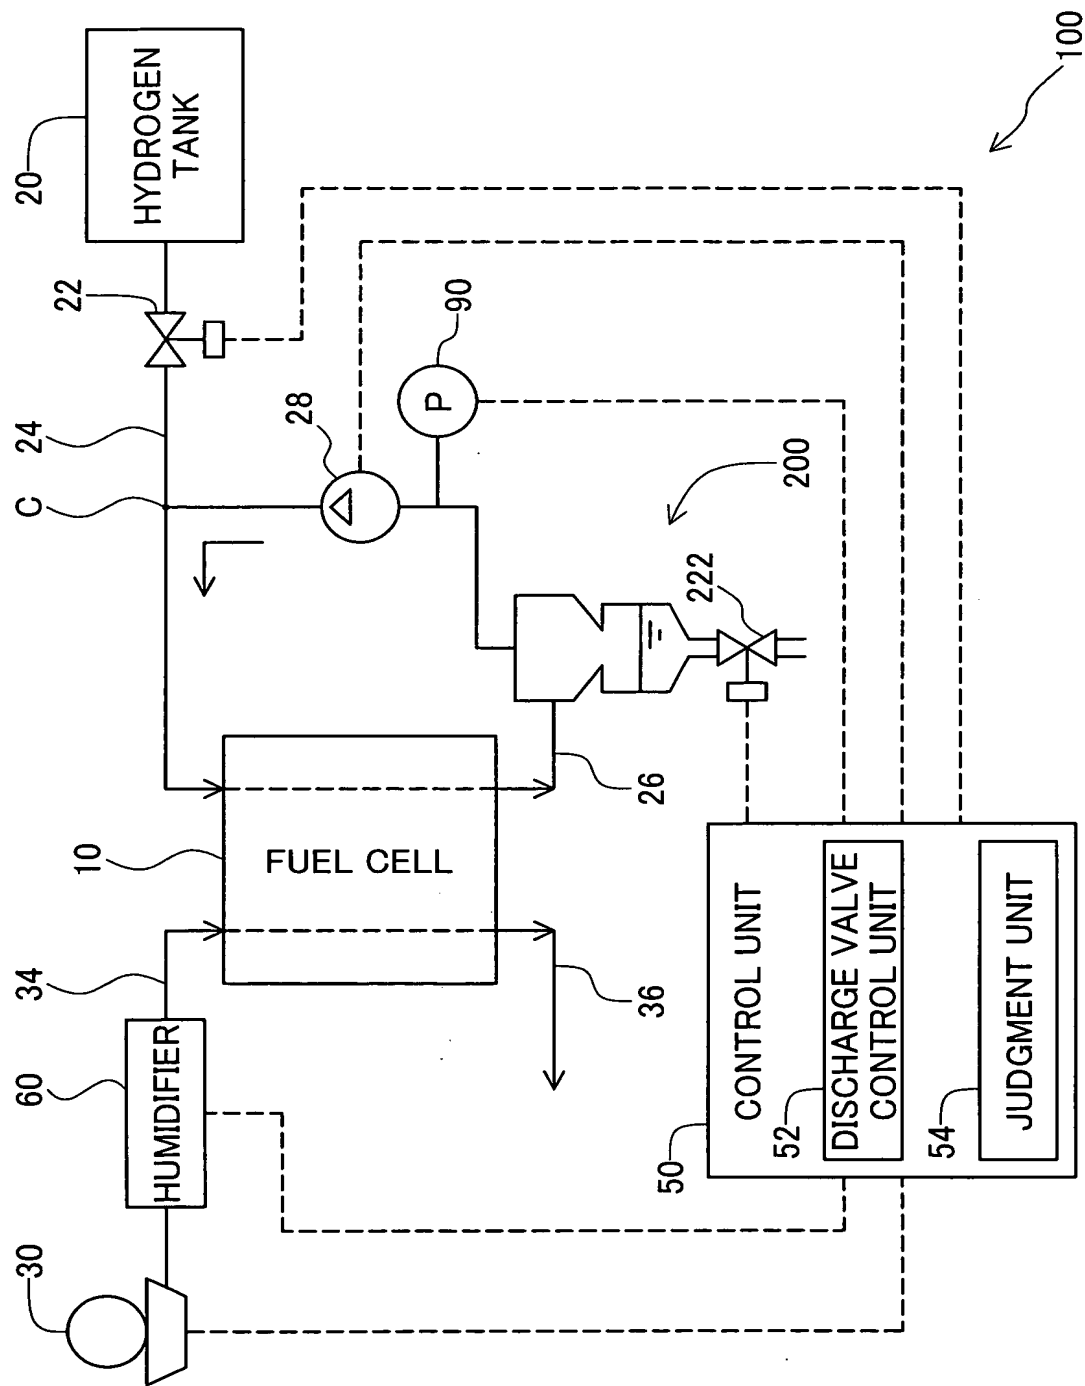 100
20
HYDROGEN
TANK
22
24
C
28
90
P
200
222
10
FUEL CELL
26
34
36
60
HUMIDIFIER
30
50
CONTROL UNIT
52
DISCHARGE VALVE
CONTROL UNIT
54
JUDGMENT UNIT